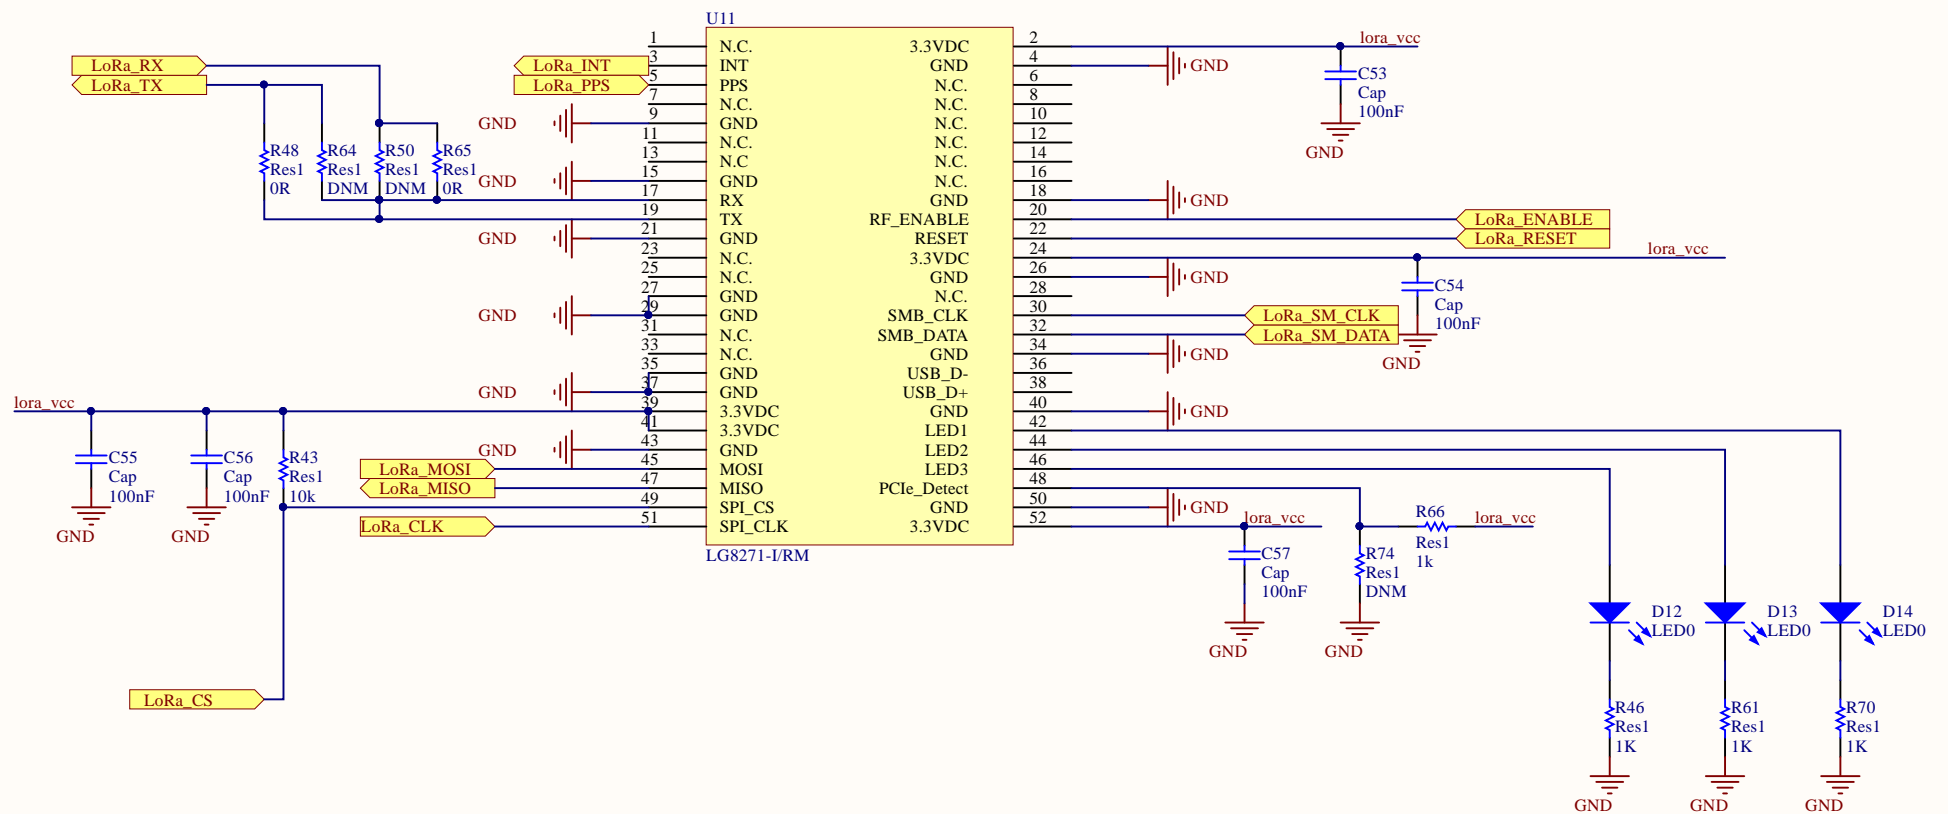 U11
LoRa_RX
LoRa_TX
LoRa_INT
LoRa_PPS
1 N.C. 3.3VDC 2
3 INT GND 4
5 PPS N.C. 6
7 N.C. N.C. 8
9 GND N.C. 10
11 N.C. N.C. 12
13 N.C N.C. 14
15 GND N.C. 16
17 RX GND 18
19 TX RF_ENABLE 20
21 GND RESET 22
23 N.C. 3.3VDC 24
25 N.C. GND 26
27 GND N.C. 28
29 GND SMB_CLK 30
31 N.C. SMB_DATA 32
33 N.C. GND 34
35 GND USB_D- 36
37 GND USB_D+ 38
39 3.3VDC GND 40
41 3.3VDC LED1 42
43 GND LED2 44
45 MOSI LED3 46
47 MISO PCIe_Detect 48
49 SPI_CS GND 50
51 SPI_CLK 3.3VDC 52
LG8271-I/RM
GND
GND
GND
GND
GND
GND
R48
Res1
0R
R64
Res1
DNM
R50
Res1
DNM
R65
Res1
0R
lora_vcc
C55
Cap
100nF
GND
C56
Cap
100nF
GND
R43
Res1
10k
LoRa_MOSI
LoRa_MISO
LoRa_CLK
LoRa_CS
lora_vcc
GND
C53
Cap
100nF
GND
GND
LoRa_ENABLE
LoRa_RESET
lora_vcc
GND
C54
Cap
100nF
GND
LoRa_SM_CLK
LoRa_SM_DATA
GND
GND
GND
lora_vcc
C57
Cap
100nF
GND
R66
Res1
1k
lora_vcc
R74
Res1
DNM
GND
D12
LED0
D13
LED0
D14
LED0
R46
Res1
1K
GND
R61
Res1
1K
GND
R70
Res1
1K
GND